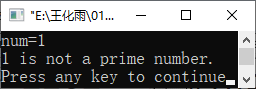 "E:\王化雨\01...
num=1
1 is not a prime number.
Press any key to continue